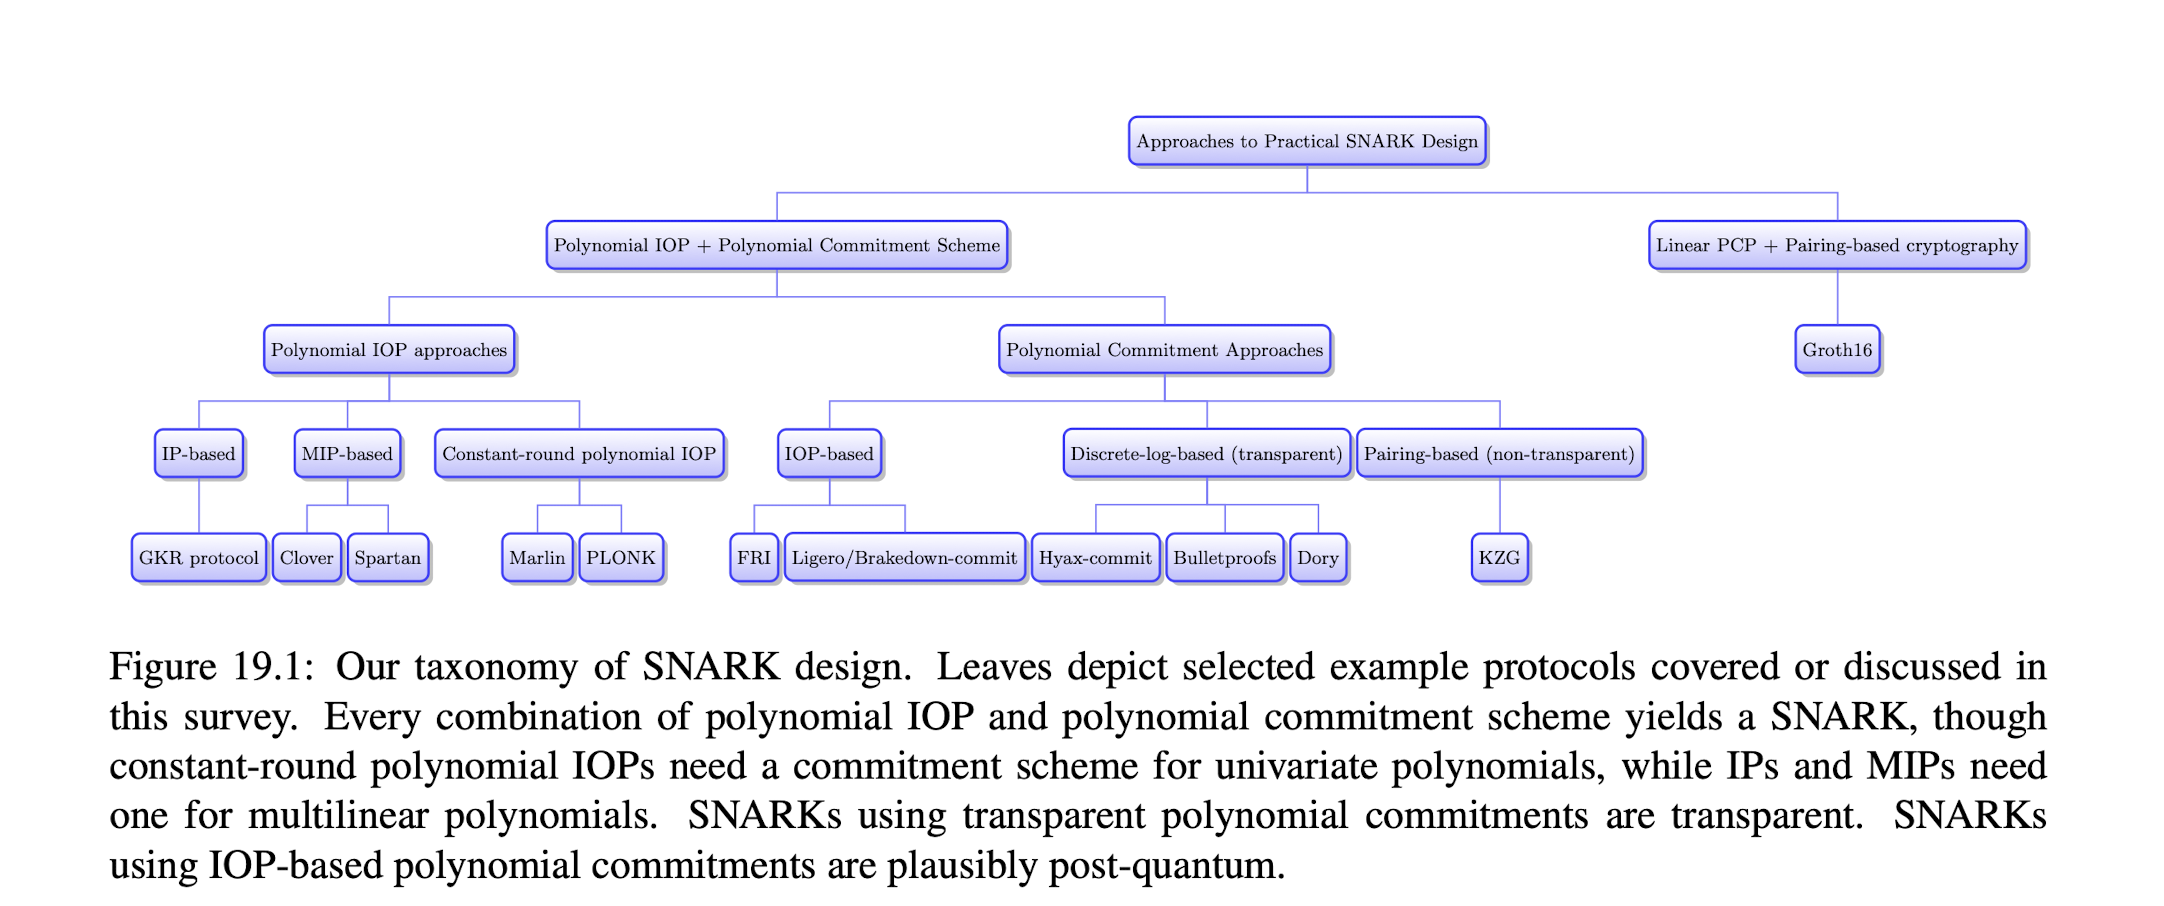 Approaches to Practical SNARK Design
Polynomial IOP + Polynomial Commitment Scheme
Linear PCP + Pairing-based cryptography
Polynomial IOP approaches
Polynomial Commitment Approaches
Groth16
IP-based
MIP-based
Constant-round polynomial IOP
IOP-based
Discrete-log-based (transparent)
Pairing-based (non-transparent)
GKR protocol
Clover
Spartan
Marlin
PLONK
FRI
Ligero/Brakedown-commit
Hyax-commit
Bulletproofs
Dory
KZG
Figure 19.1: Our taxonomy of SNARK design. Leaves depict selected example protocols covered or discussed in
this survey. Every combination of polynomial IOP and polynomial commitment scheme yields a SNARK, though
constant-round polynomial IOPs need a commitment scheme for univariate polynomials, while IPs and MIPs need
one for multilinear polynomials. SNARKs using transparent polynomial commitments are transparent. SNARKs
using IOP-based polynomial commitments are plausibly post-quantum.